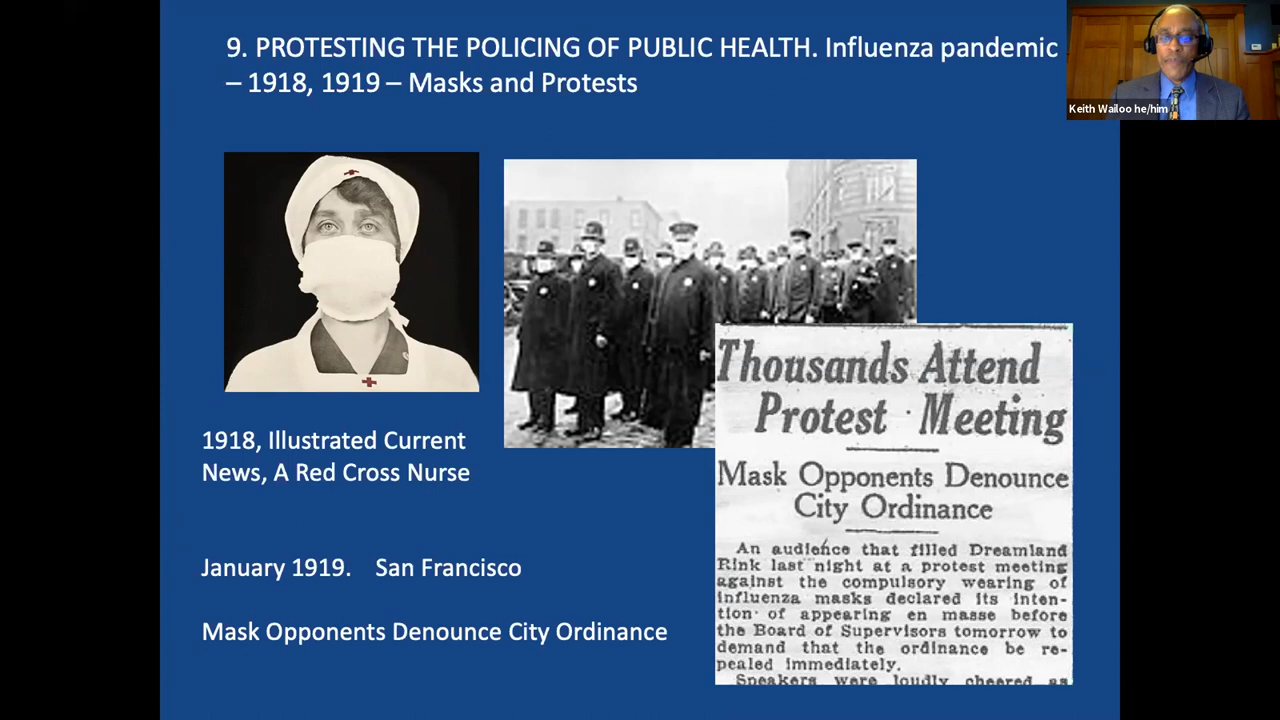 9. PROTESTING THE POLICING OF PUBLIC HEALTH. Influenza pandemic
– 1918, 1919 – Masks and Protests
Keith Wailoo he/him
1918, Illustrated Current
News, A Red Cross Nurse
January 1919. San Francisco
Mask Opponents Denounce City Ordinance
Thousands Attend
Protest Meeting
Mask Opponents Denounce
City Ordinance
An audience that filled Dreamland
Rink last night at a protest meeting
against the compulsory wearing of
influenza masks declared its inten-
tion of appearing en masse before
the Board of Supervisors tomorrow to
demand that the ordinance be re-
pealed immediately.
Speakers were loudly cheered as